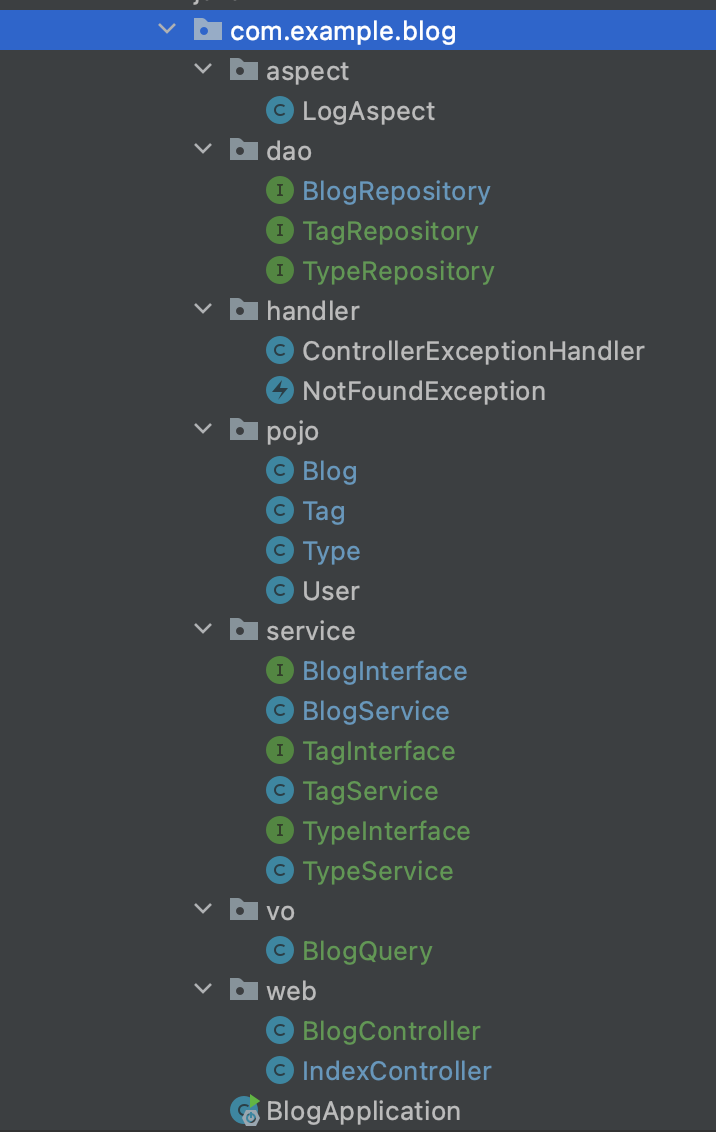 com.example.blog
aspect
LogAspect
dao
BlogRepository
TagRepository
TypeRepository
handler
ControllerExceptionHandler
NotFoundException
pojo
Blog
Tag
Type
User
service
BlogInterface
BlogService
TagInterface
TagService
TypeInterface
TypeService
vo
BlogQuery
web
BlogController
IndexController
BlogApplication